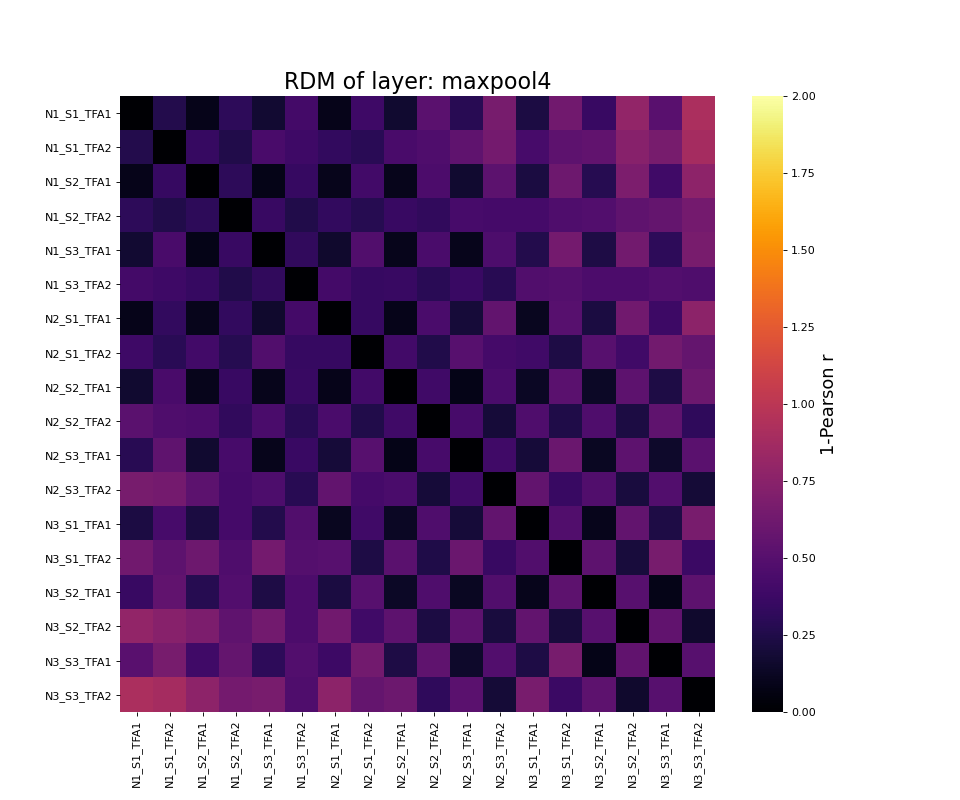 RDM of layer: maxpool4
N1_S1_TFA1
N1_S1_TFA2
N1_S2_TFA1
N1_S2_TFA2
N1_S3_TFA1
N1_S3_TFA2
N2_S1_TFA1
N2_S1_TFA2
N2_S2_TFA1
N2_S2_TFA2
N2_S3_TFA1
N2_S3_TFA2
N3_S1_TFA1
N3_S1_TFA2
N3_S2_TFA1
N3_S2_TFA2
N3_S3_TFA1
N3_S3_TFA2
N1_S1_TFA1
N1_S1_TFA2
N1_S2_TFA1
N1_S2_TFA2
N1_S3_TFA1
N1_S3_TFA2
N2_S1_TFA1
N2_S1_TFA2
N2_S2_TFA1
N2_S2_TFA2
N2_S3_TFA1
N2_S3_TFA2
N3_S1_TFA1
N3_S1_TFA2
N3_S2_TFA1
N3_S2_TFA2
N3_S3_TFA1
N3_S3_TFA2
2.00
1.75
1.50
1.25
1.00
0.75
0.50
0.25
0.00
1-Pearson r